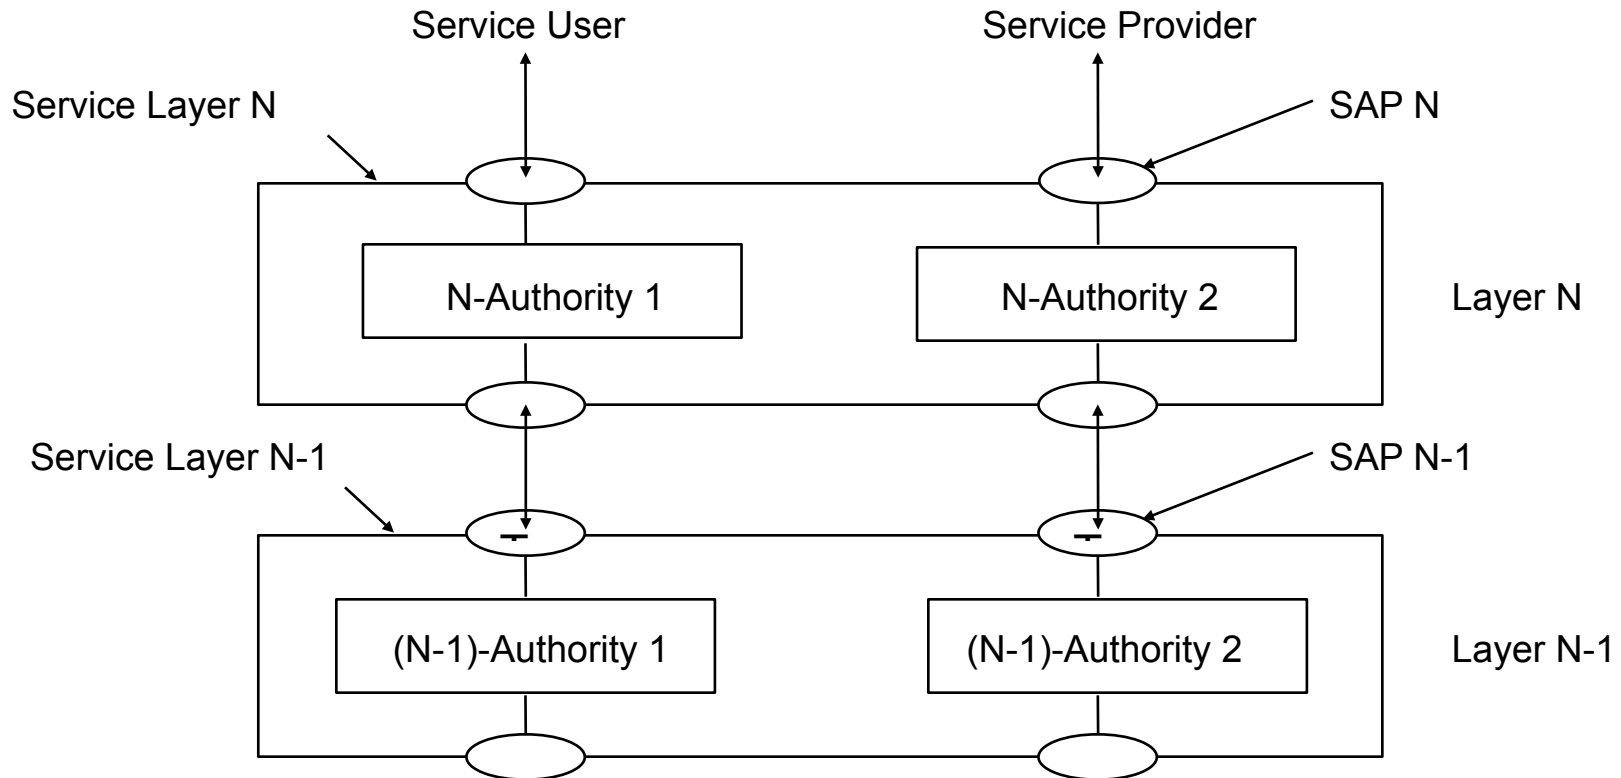 Service User
Service Provider
Service Layer N
SAP N
N-Authority 1
N-Authority 2
Layer N
Service Layer N-1
SAP N-1
(N-1)-Authority 1
(N-1)-Authority 2
Layer N-1